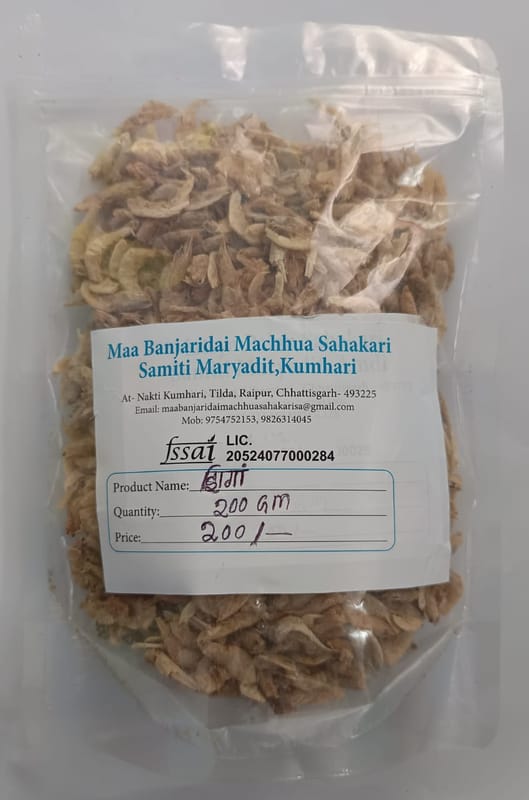 Maa Banjaridai Machhua Sahakari
Samiti Maryadit,Kumhari
At- Nakti Kumhari, Tilda, Raipur, Chhattisgarh- 493225
Email: maabanjaridaimachhuasahakarisa@gmail.com
Mob: 9754752153, 9826314045
fssai LIC.
20524077000284
Product Name:
Quantity: 200 gm
Price: 200/-